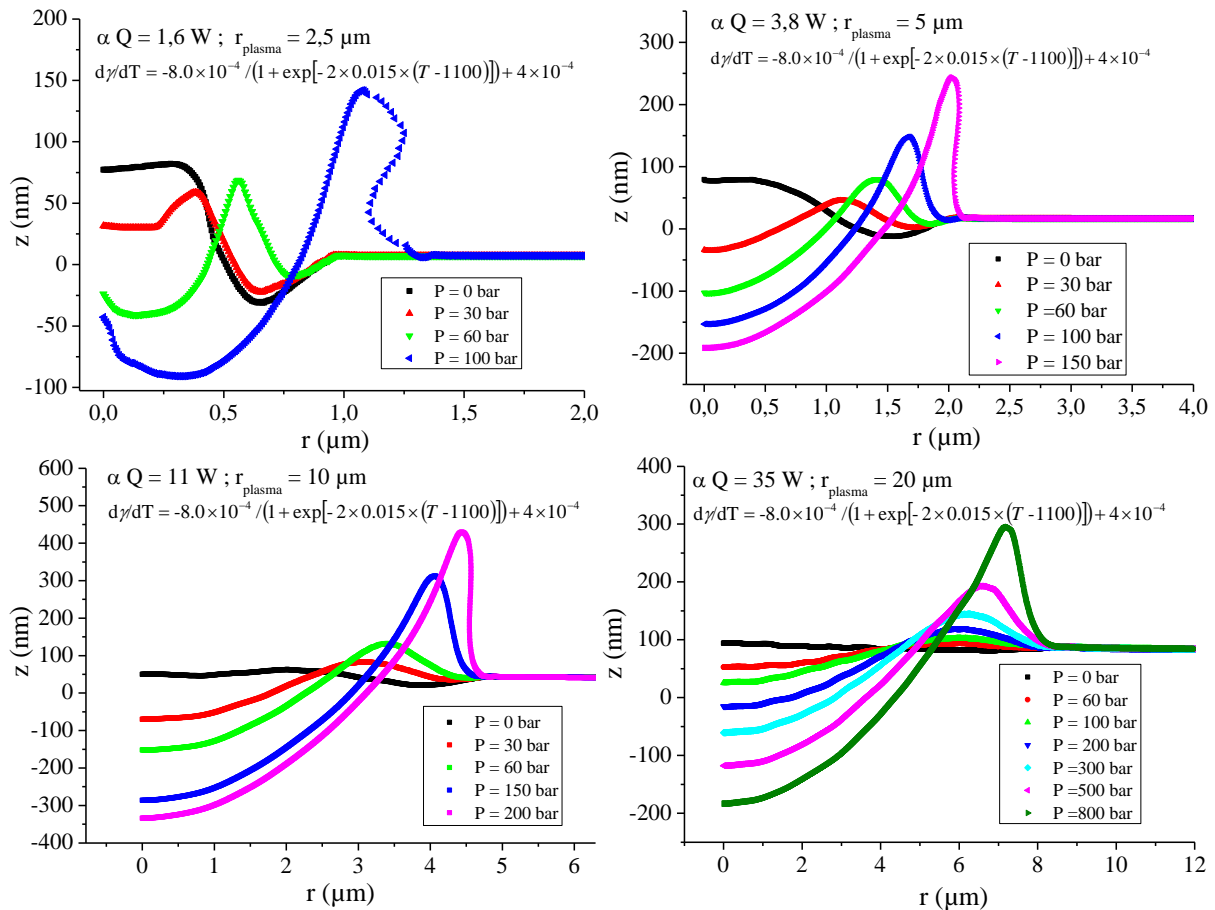 α Q = 1,6 W ; r_plasma = 2,5 µm
dγ/dT = -8.0×10⁻⁴ /(1 + exp[- 2×0.015×(T -1100)]) + 4×10⁻⁴
200
150
100
50
0
-50
-100
z (nm)
P = 0 bar
P = 30 bar
P = 60 bar
P = 100 bar
0,0 0,5 1,0 1,5 2,0
r (µm)
α Q = 3,8 W ; r_plasma = 5 µm
dγ/dT = -8.0×10⁻⁴ /(1 + exp[- 2×0.015×(T -1100)]) + 4×10⁻⁴
300
200
100
0
-100
-200
z (nm)
P = 0 bar
P = 30 bar
P =60 bar
P = 100 bar
P = 150 bar
0,0 0,5 1,0 1,5 2,0 2,5 3,0 3,5 4,0
r (µm)
α Q = 11 W ; r_plasma = 10 µm
dγ/dT = -8.0×10⁻⁴ /(1 + exp[- 2×0.015×(T -1100)]) + 4×10⁻⁴
600
500
400
300
200
100
0
-100
-200
-300
-400
z (nm)
P = 0 bar
P = 30 bar
P = 60 bar
P = 150 bar
P = 200 bar
0 1 2 3 4 5 6
r (µm)
α Q = 35 W ; r_plasma = 20 µm
dγ/dT = -8.0×10⁻⁴ /(1 + exp[- 2×0.015×(T -1100)]) + 4×10⁻⁴
400
300
200
100
0
-100
-200
z (nm)
P = 0 bar
P = 60 bar
P = 100 bar
P = 200 bar
P =300 bar
P =500 bar
P =800 bar
0 2 4 6 8 10 12
r (µm)